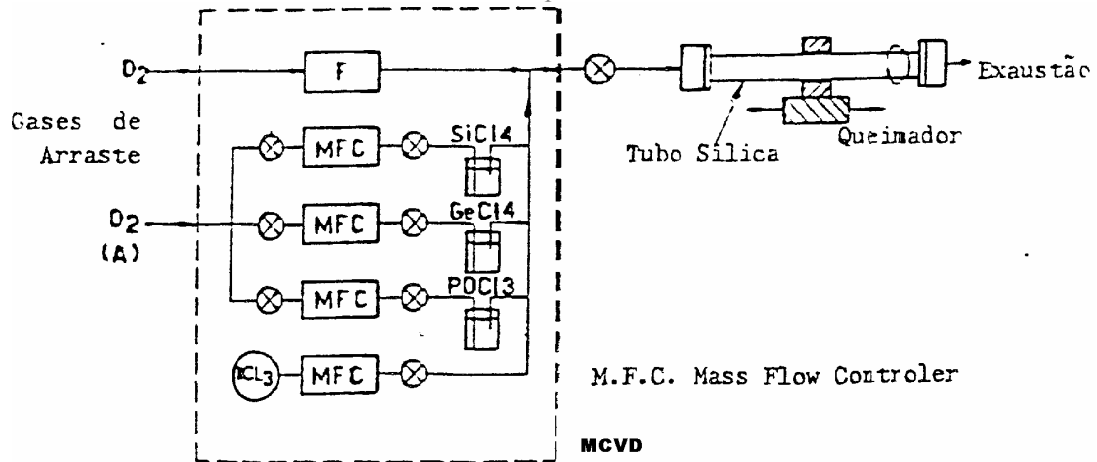 O2
F
Exaustão
Gases de
Arraste
SiCl4
MFC
Tubo Sílica
Queimador
O2
(A)
GeCl4
MFC
POCl3
MFC
CL3
MFC
M.F.C. Mass Flow Controler
MCVD